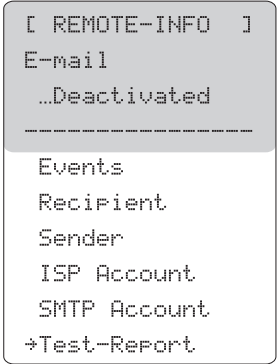 [ REMOTE-INFO ]
E-mail
…Deactivated
----------------
Events
Recipient
Sender
ISP Account
SMTP Account
→Test-Report